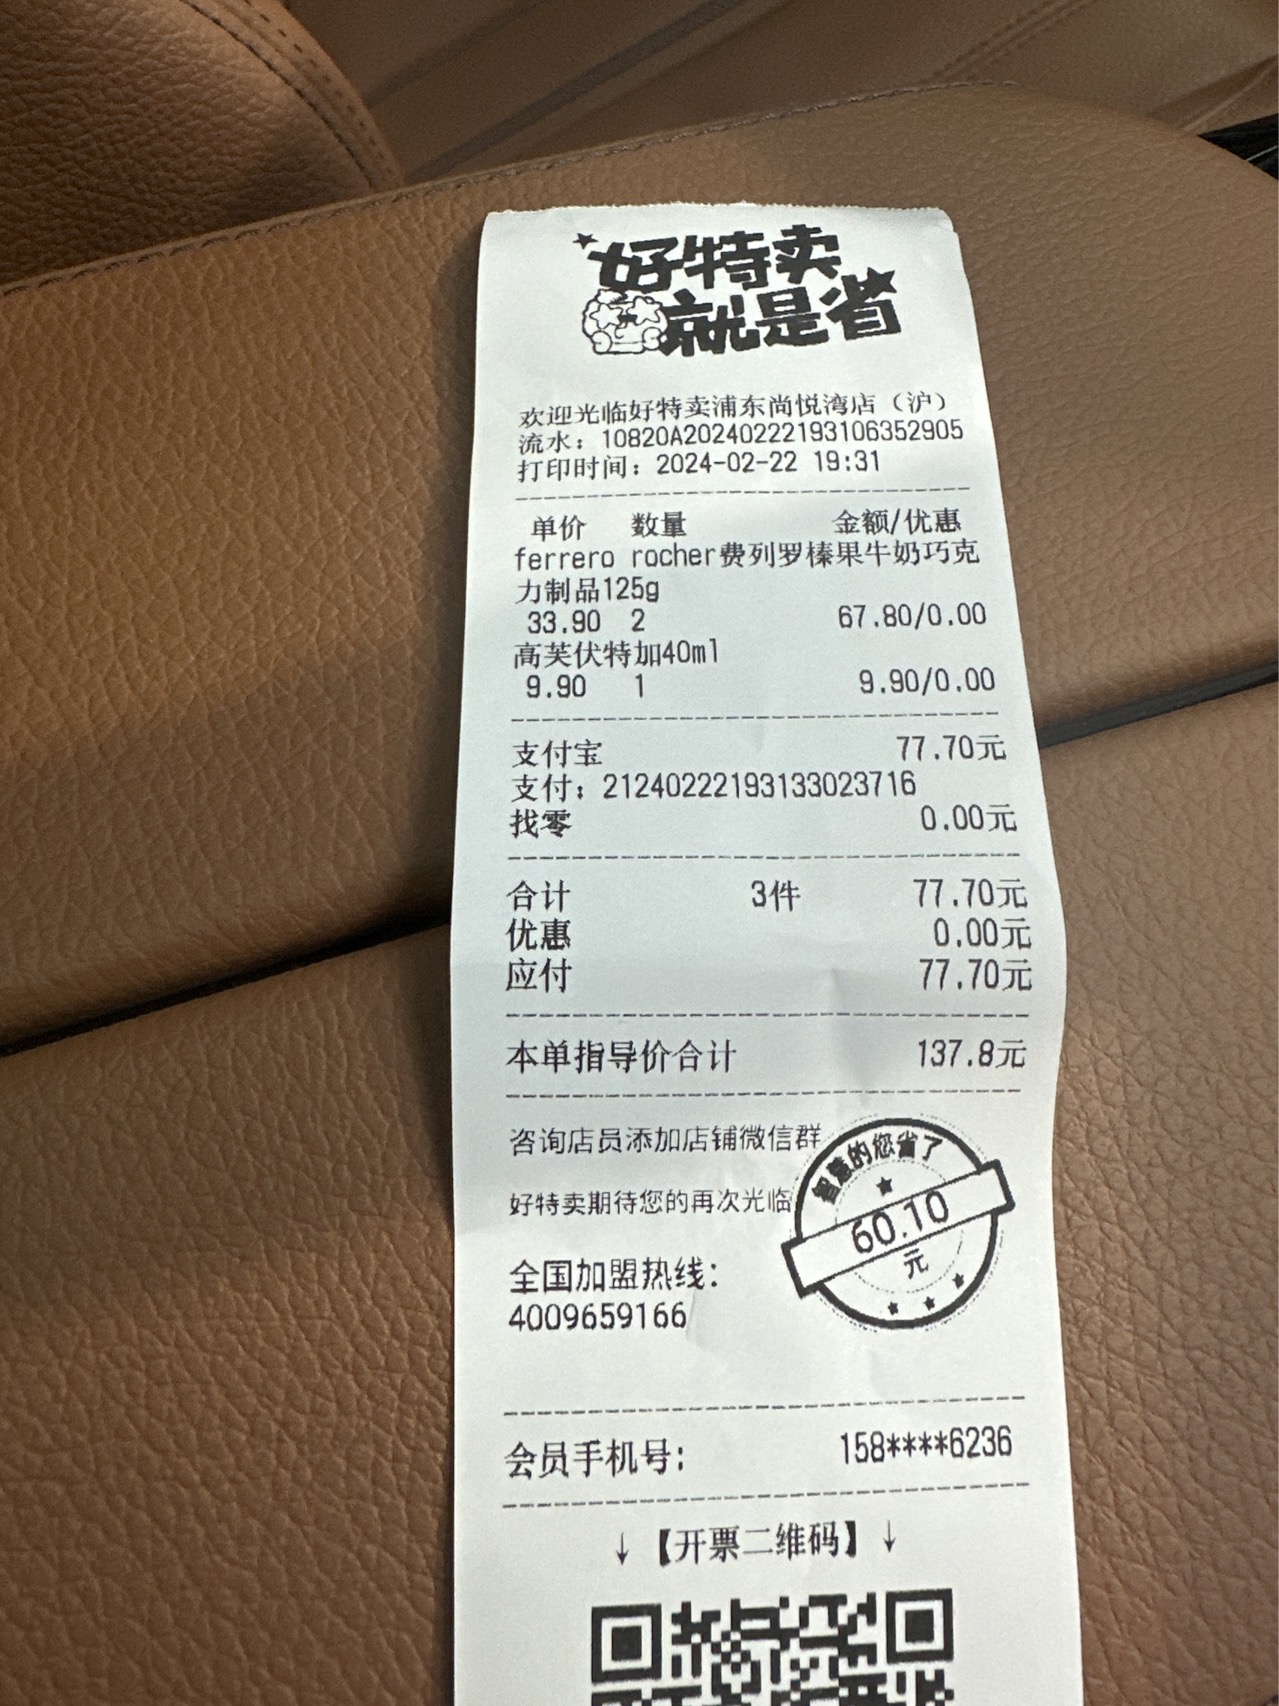 好特卖
就是省
欢迎光临好特卖浦东尚悦湾店（沪）
流水：10820A20240222193106352905
打印时间：2024-02-22 19:31
单价 数量 金额/优惠
ferrero rocher费列罗榛果牛奶巧克
力制品125g
33.90 2 67.80/0.00
高芙伏特加40ml
9.90 1 9.90/0.00
支付宝 77.70元
支付：21240222193133023716
找零 0.00元
合计 3件 77.70元
优惠 0.00元
应付 77.70元
本单指导价合计 137.8元
咨询店员添加店铺微信群
好特卖期待您的再次光临
智慧的您省了
60.10
元
全国加盟热线：
4009659166
会员手机号： 158****6236
↓【开票二维码】↓